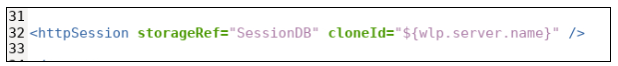 31
32 <httpSession storageRef="SessionDB" cloneId="${wlp.server.name}" />
33